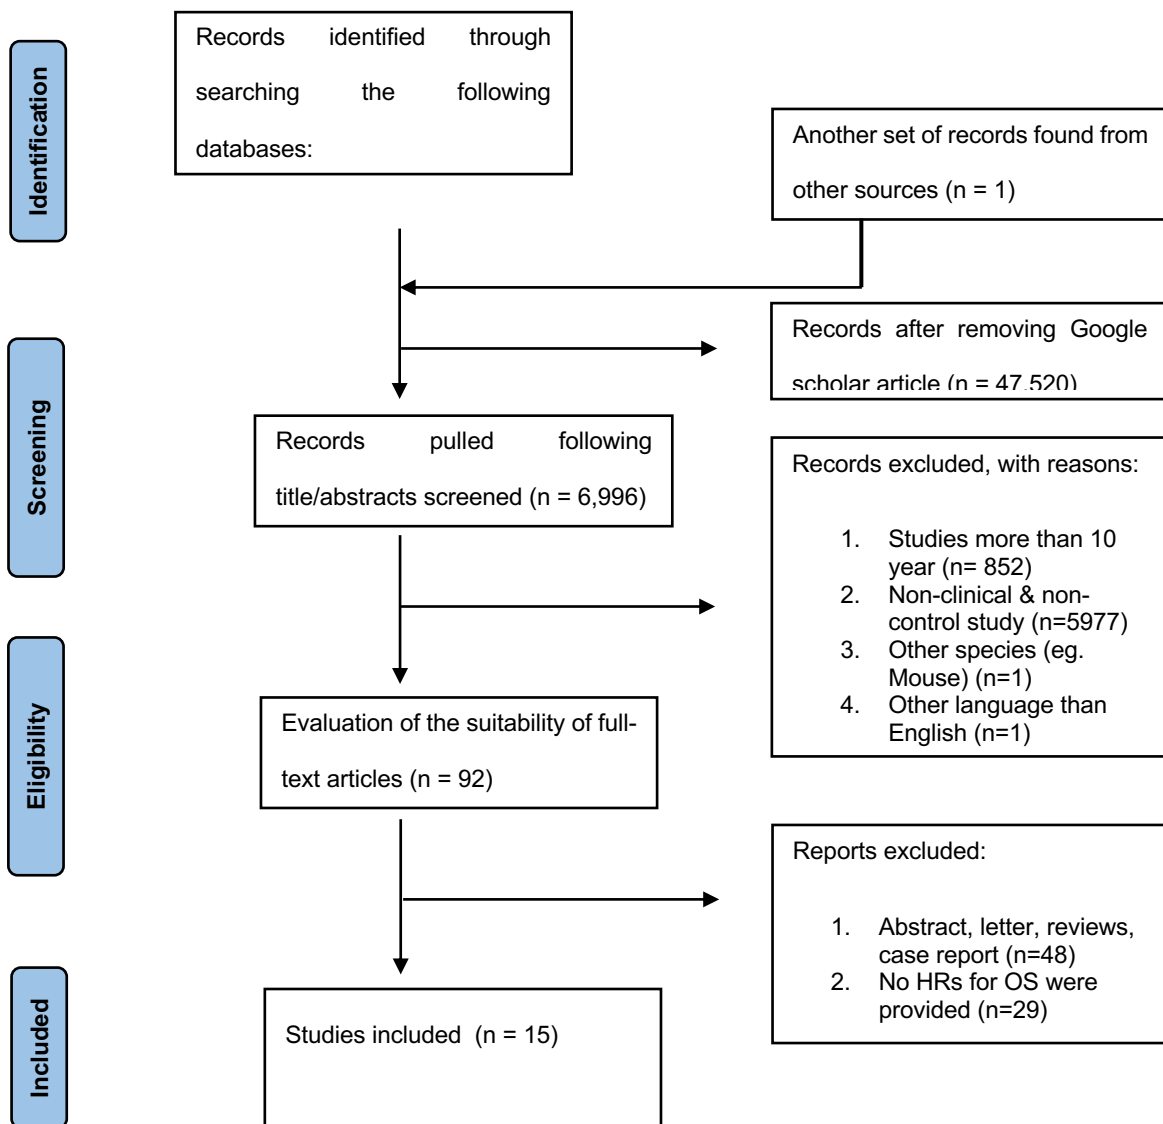 Identification
Records identified through
searching the following
databases:
Another set of records found from
other sources (n = 1)
Screening
Records after removing Google
scholar article (n = 47.520)
Records pulled following
title/abstracts screened (n = 6,996)
Records excluded, with reasons:
1. Studies more than 10
year (n= 852)
2. Non-clinical & non-
control study (n=5977)
3. Other species (eg.
Mouse) (n=1)
4. Other language than
English (n=1)
Eligibility
Evaluation of the suitability of full-
text articles (n = 92)
Reports excluded:
1. Abstract, letter, reviews,
case report (n=48)
2. No HRs for OS were
provided (n=29)
Included
Studies included (n = 15)